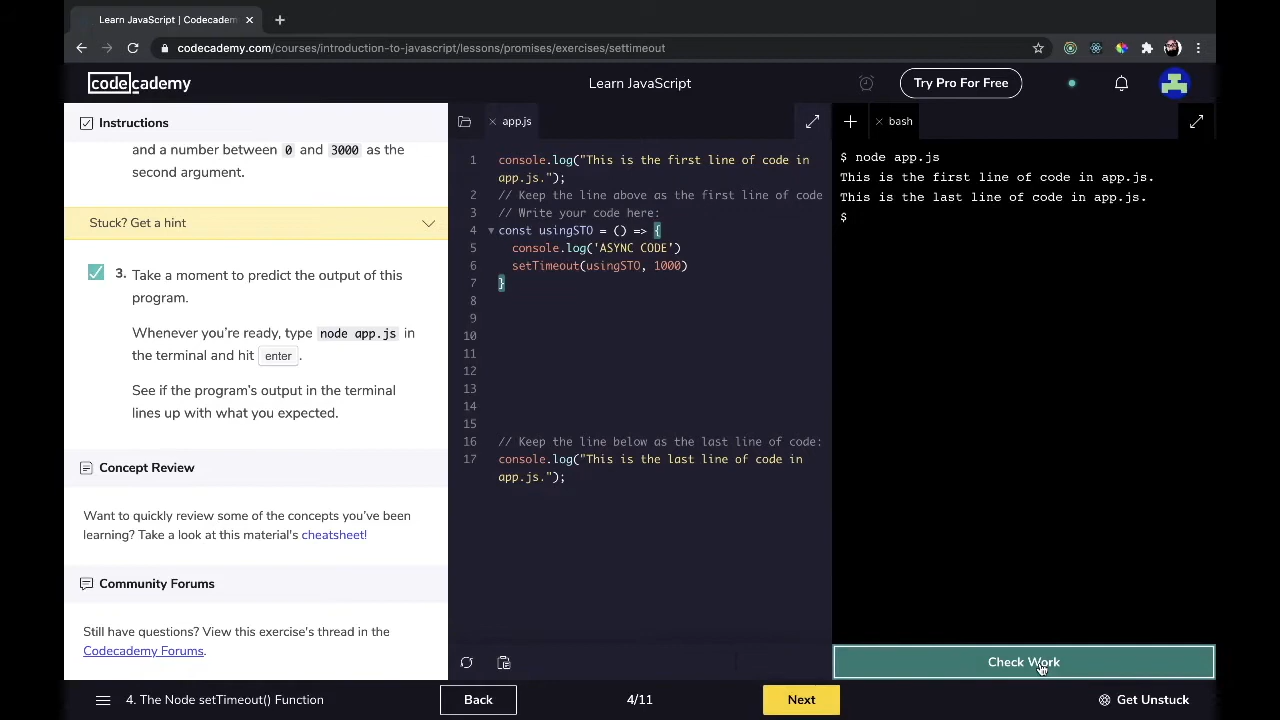 Learn JavaScript | Codecadem
codecademy.com/courses/introduction-to-javascript/lessons/promises/exercises/settimeout
codecademy
Learn JavaScript
Try Pro For Free
Instructions
and a number between 0 and 3000 as the
second argument.
Stuck? Get a hint
3. Take a moment to predict the output of this
program.
Whenever you’re ready, type node app.js in
the terminal and hit enter .
See if the program’s output in the terminal
lines up with what you expected.
Concept Review
Want to quickly review some of the concepts you’ve been
learning? Take a look at this material's cheatsheet!
Community Forums
Still have questions? View this exercise's thread in the
Codecademy Forums.
app.js
1 console.log("This is the first line of code in
app.js.");
2 // Keep the line above as the first line of code
3 // Write your code here:
4 const usingSTO = () => {
5 console.log('ASYNC CODE')
6 setTimeout(usingSTO, 1000)
7 }
8
9
10
11
12
13
14
15
16 // Keep the line below as the last line of code:
17 console.log("This is the last line of code in
app.js.");
bash
$ node app.js
This is the first line of code in app.js.
This is the last line of code in app.js.
$
Check Work
4. The Node setTimeout() Function
Back
4/11
Next
Get Unstuck